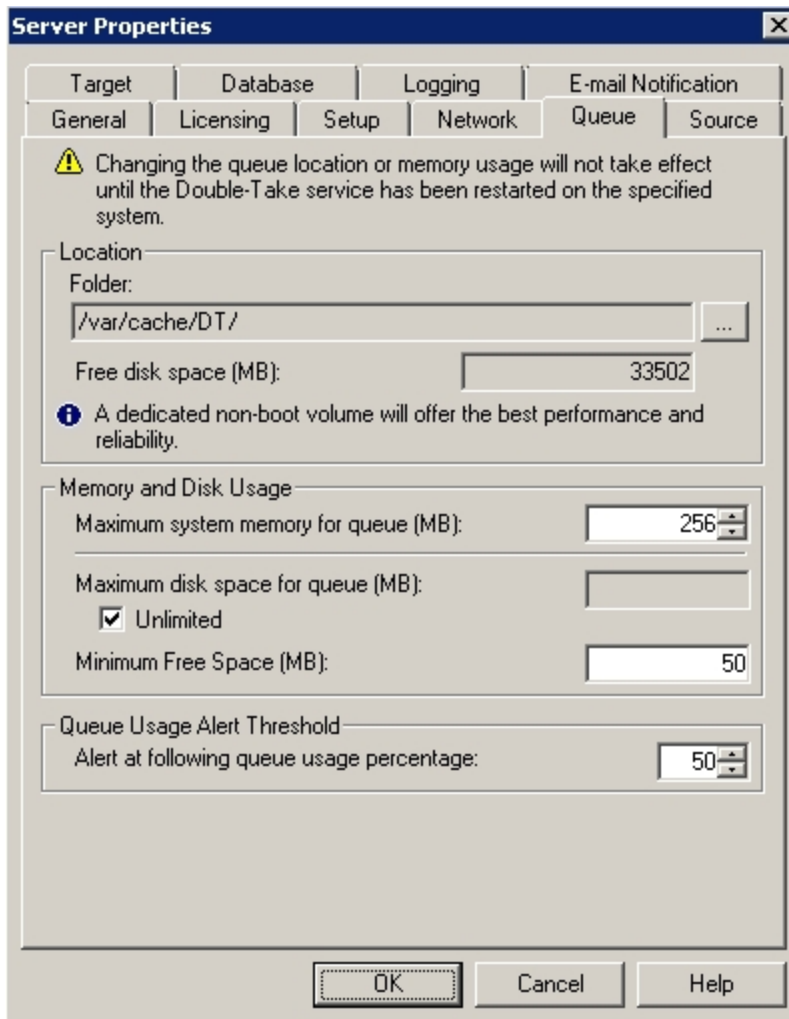 Server Properties
Target Database Logging E-mail Notification
General Licensing Setup Network Queue Source
Changing the queue location or memory usage will not take effect
until the Double-Take service has been restarted on the specified
system.
Location
Folder:
/var/cache/DT/ ...
Free disk space (MB): 33502
A dedicated non-boot volume will offer the best performance and
reliability.
Memory and Disk Usage
Maximum system memory for queue (MB): 256
Maximum disk space for queue (MB):
Unlimited
Minimum Free Space (MB): 50
Queue Usage Alert Threshold
Alert at following queue usage percentage: 50
OK Cancel Help